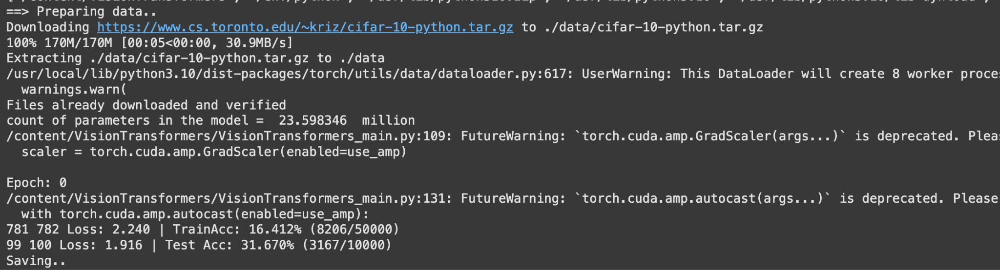 ==> Preparing data..
Downloading https://www.cs.toronto.edu/~kriz/cifar-10-python.tar.gz to ./data/cifar-10-python.tar.gz
100% 170M/170M [00:05<00:00, 30.9MB/s]
Extracting ./data/cifar-10-python.tar.gz to ./data
/usr/local/lib/python3.10/dist-packages/torch/utils/data/dataloader.py:617: UserWarning: This DataLoader will create 8 worker
  warnings.warn(
Files already downloaded and verified
count of parameters in the model =  23.598346  million
/content/VisionTransformers/VisionTransformers_main.py:109: FutureWarning: `torch.cuda.amp.GradScaler(args...)` is deprecated.
  scaler = torch.cuda.amp.GradScaler(enabled=use_amp)
Epoch: 0
/content/VisionTransformers/VisionTransformers_main.py:131: FutureWarning: `torch.cuda.amp.autocast(args...)` is deprecated. Please
  with torch.cuda.amp.autocast(enabled=use_amp):
781 782 Loss: 2.240 | TrainAcc: 16.412% (8206/50000)
99 100 Loss: 1.916 | Test Acc: 31.670% (3167/10000)
Saving..